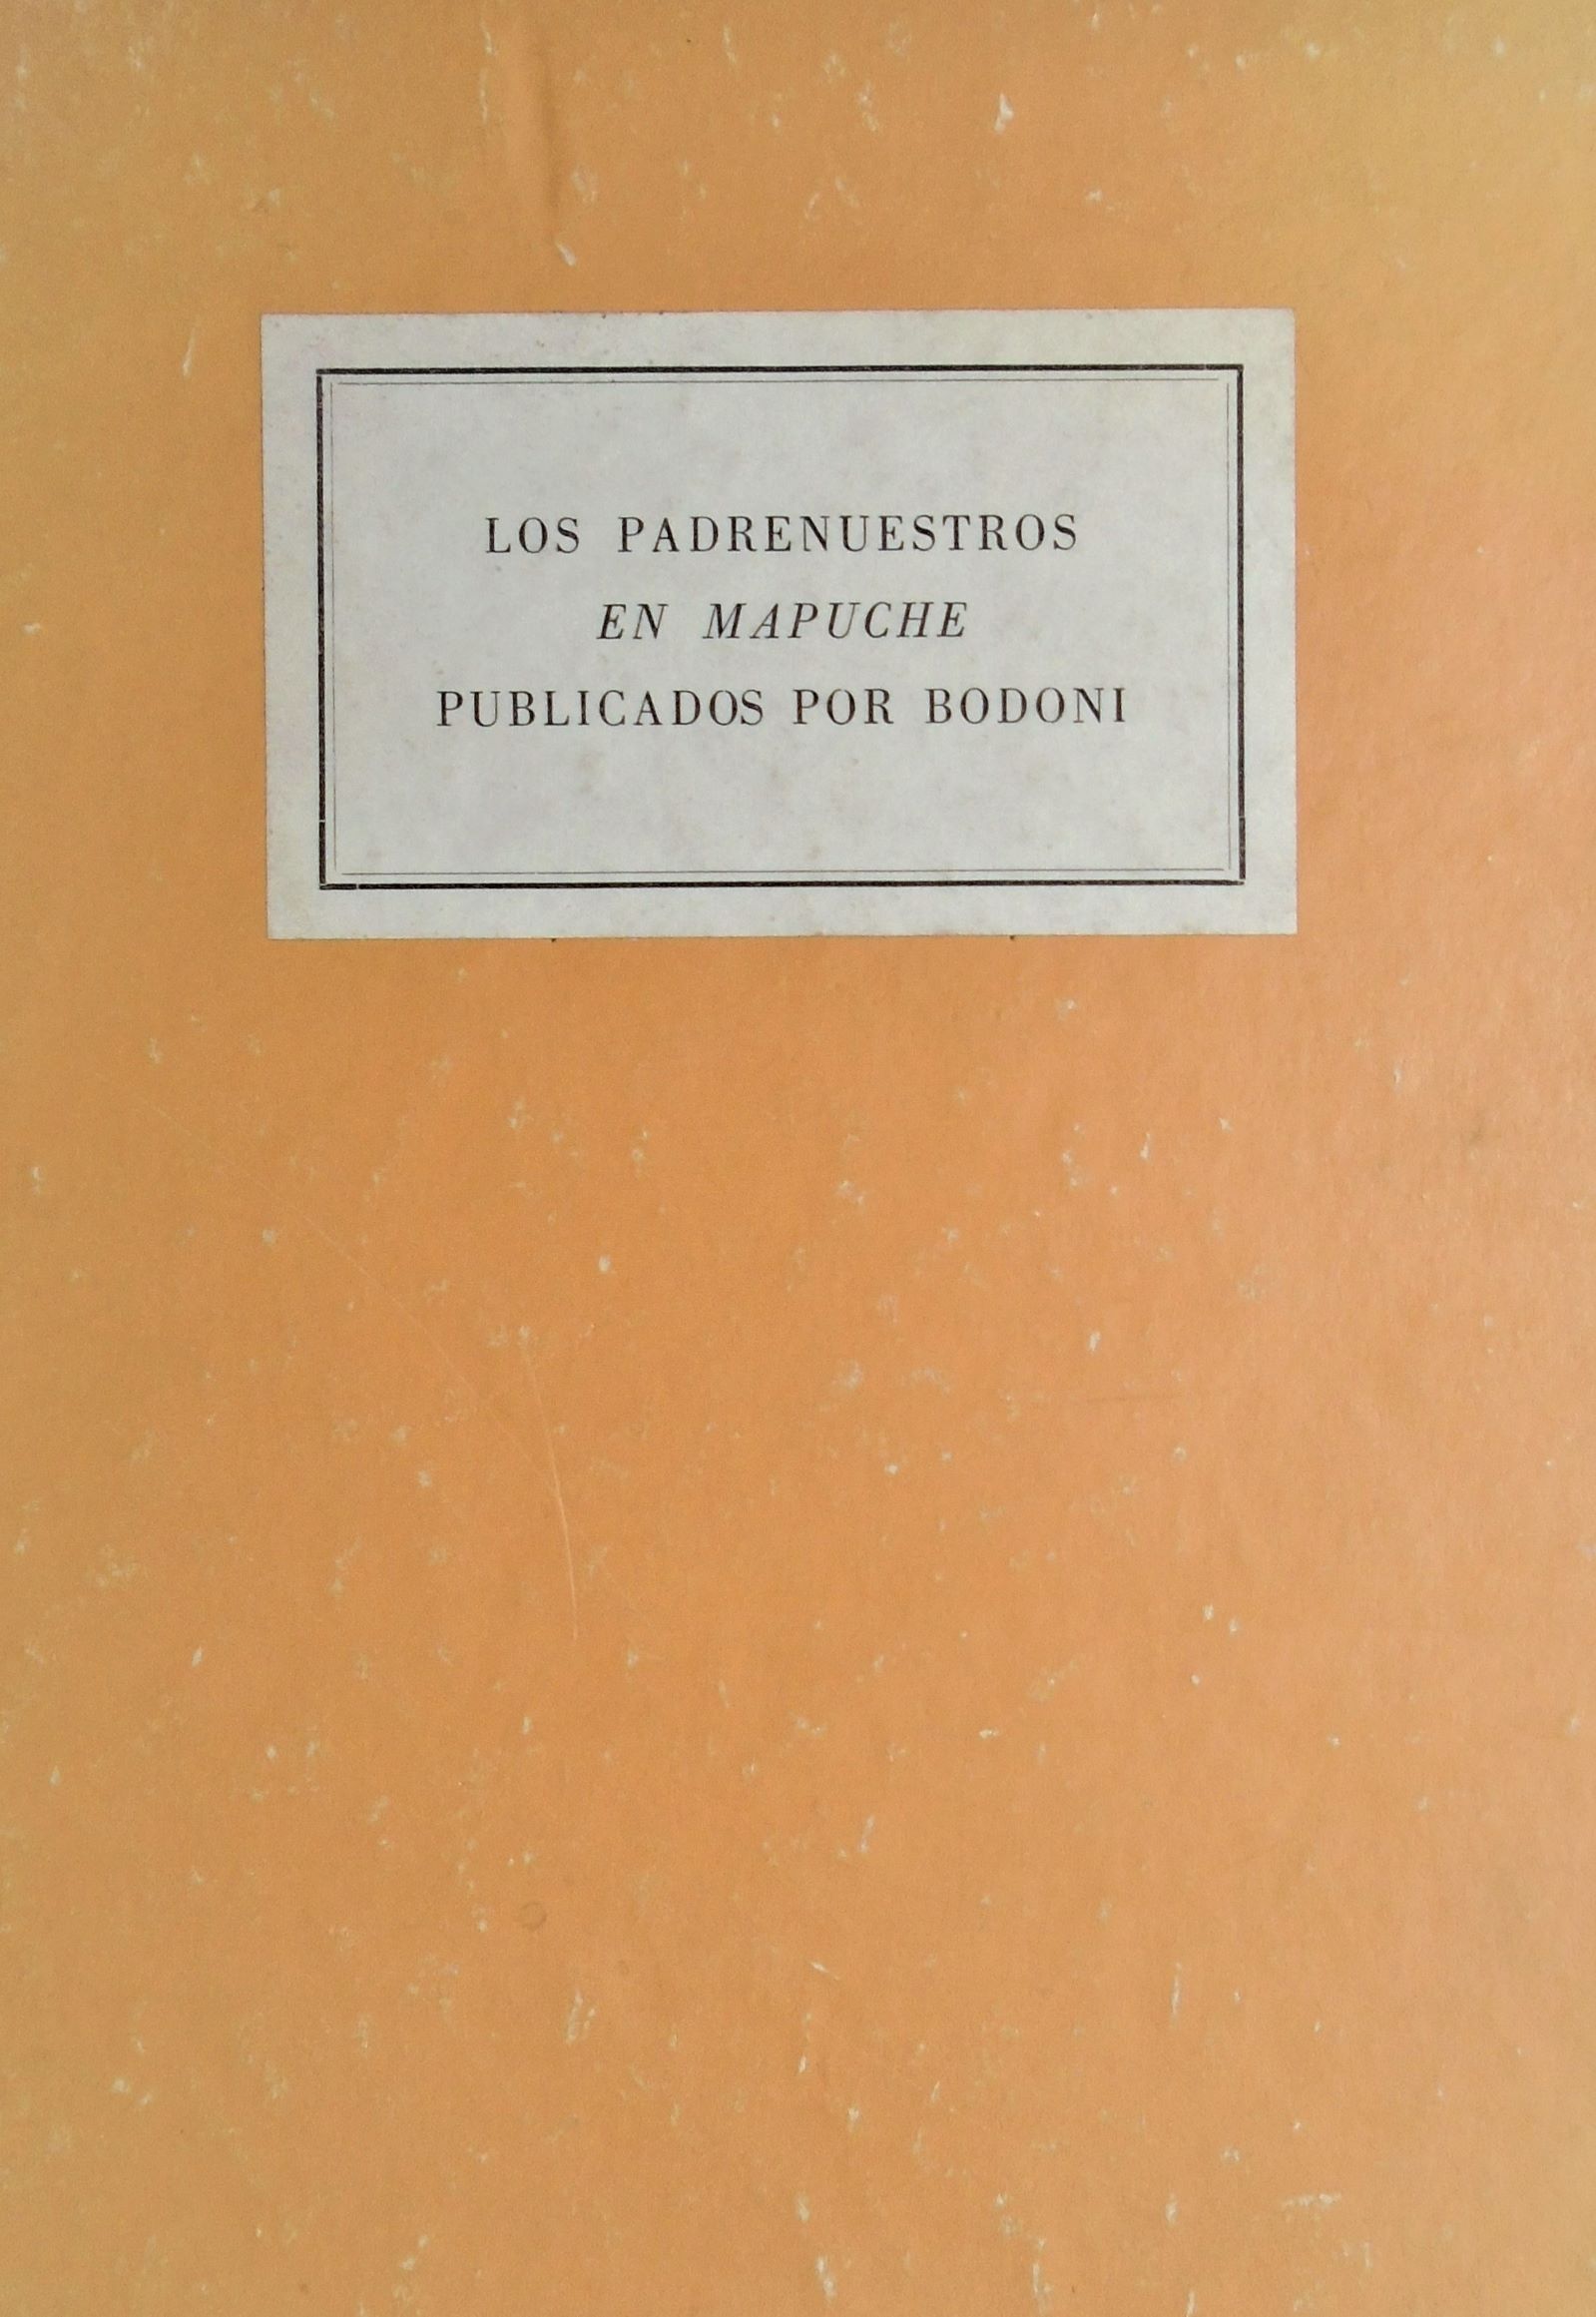 LOS PADRENUESTROS
EN MAPUCHE
PUBLICADOS POR BODONI